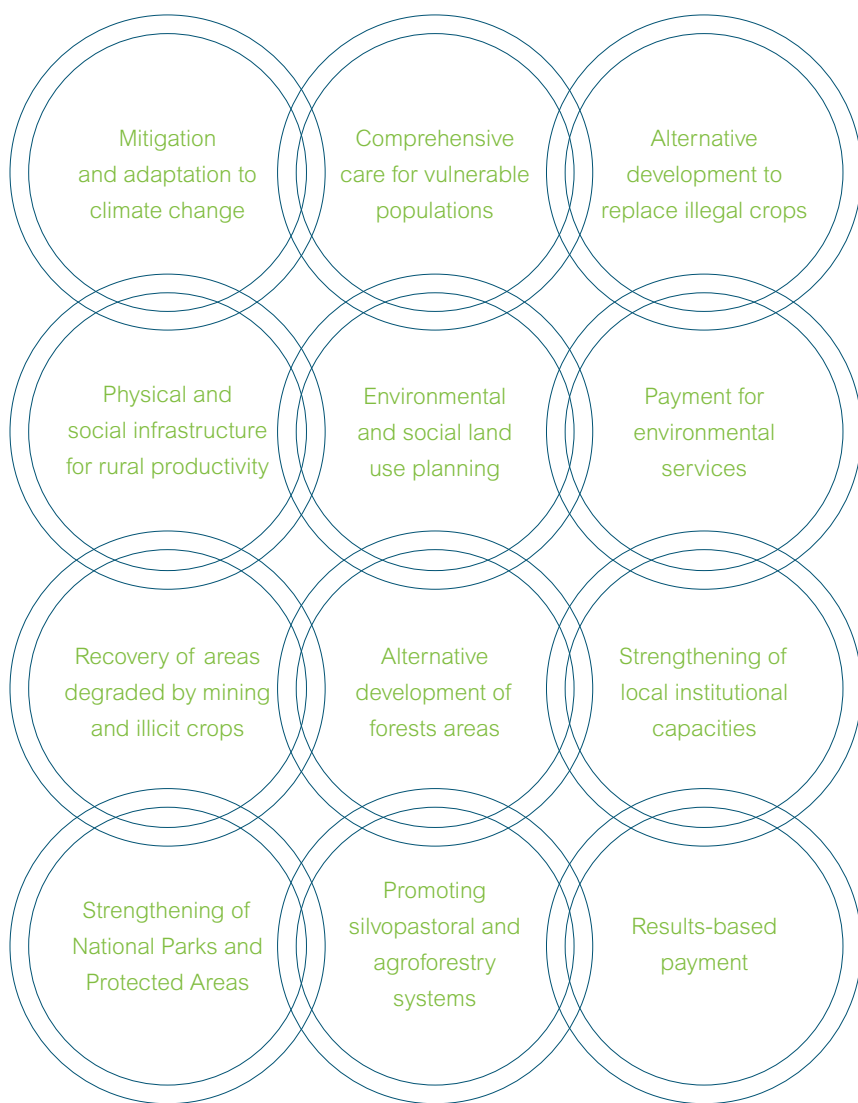 Mitigation
and adaptation to
climate change
Comprehensive
care for vulnerable
populations
Alternative
development to
replace illegal crops
Physical and
social infrastructure
for rural productivity
Environmental
and social land
use planning
Payment for
environmental
services
Recovery of areas
degraded by mining
and illicit crops
Alternative
development of
forests areas
Strengthening of
local institutional
capacities
Strengthening of
National Parks and
Protected Areas
Promoting
silvopastoral and
agroforestry
systems
Results-based
payment